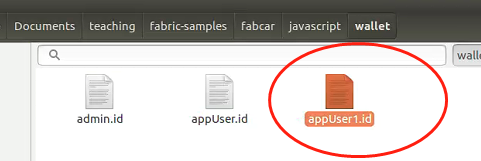 Documents teaching fabric-samples fabcar javascript wallet
walle
admin.id appUser.id appUser1.id